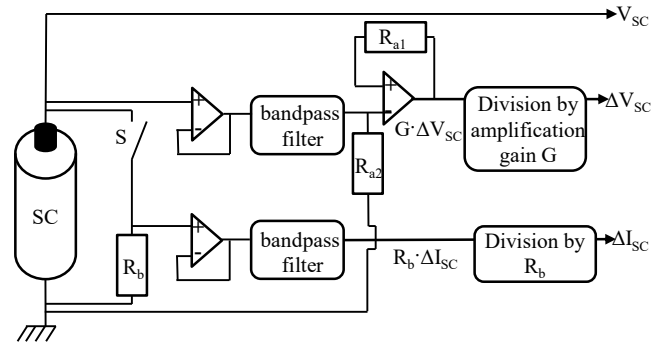 V_SC
R_a1
+
-
S
+
-
bandpass
filter
G·ΔV_SC
Division by
amplification
gain G
ΔV_SC
R_a2
SC
R_b
+
-
bandpass
filter
R_b·ΔI_SC
Division by
R_b
ΔI_SC